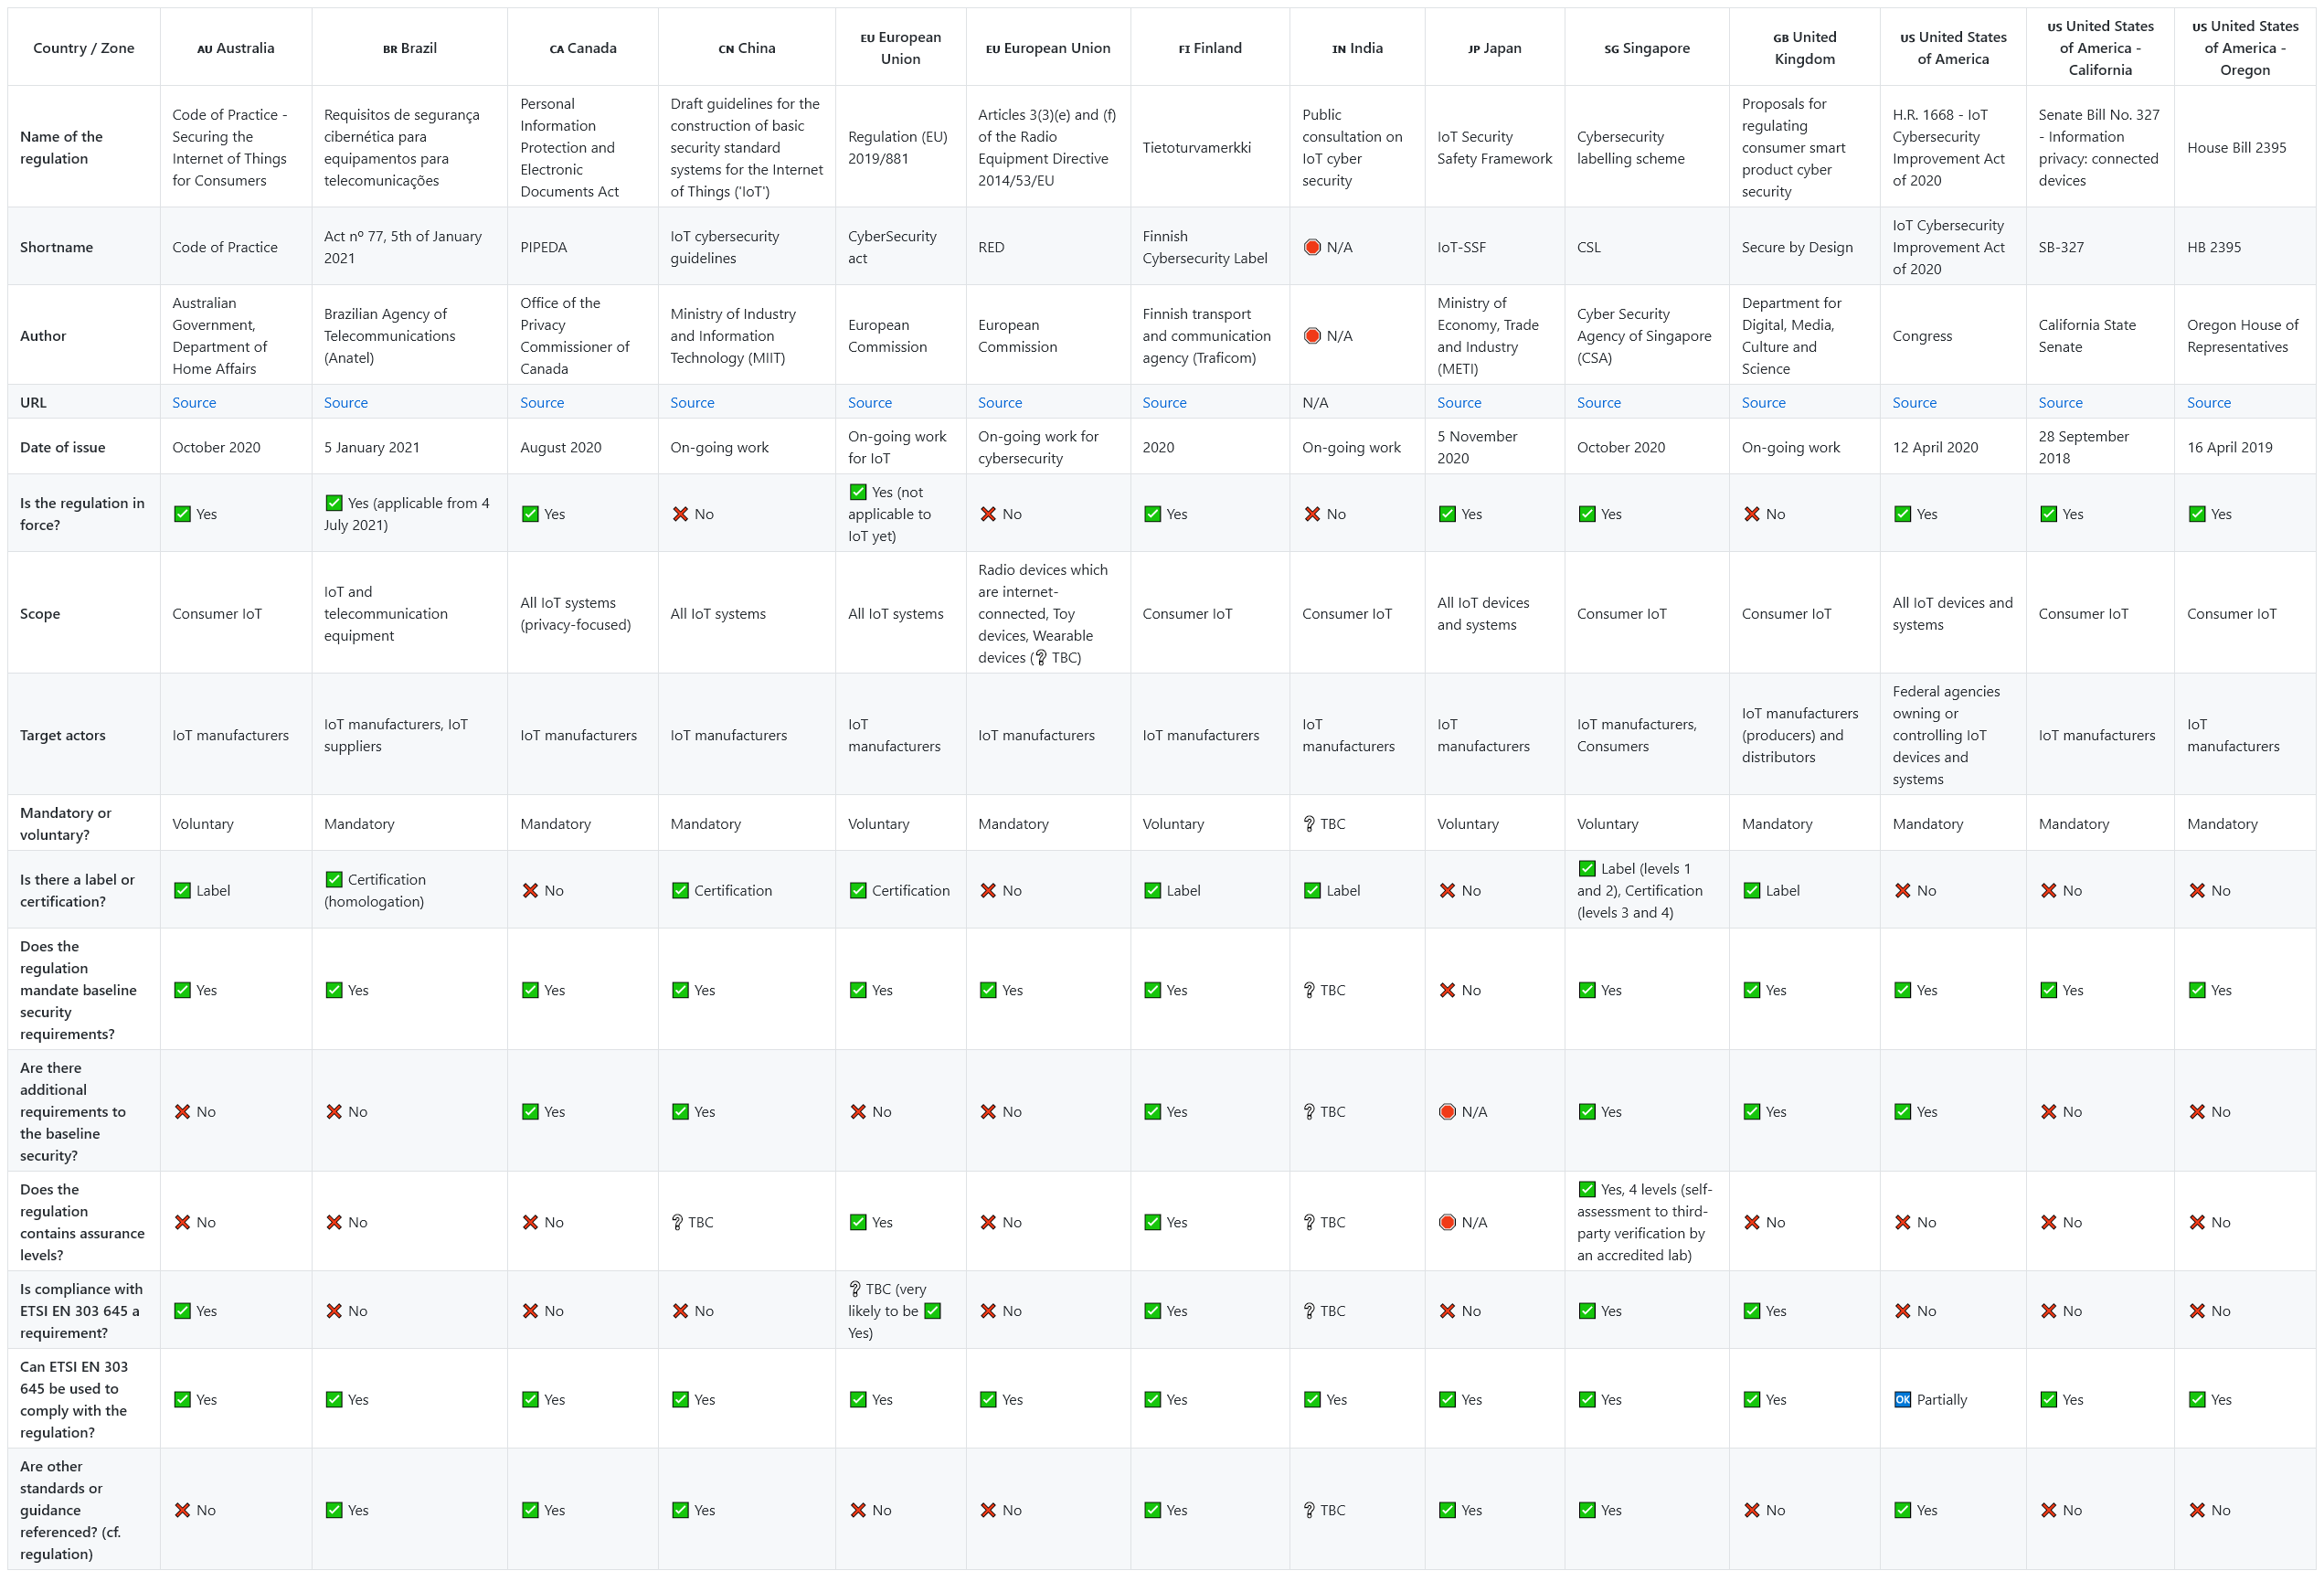 Country / Zone
AU Australia
BR Brazil
CA Canada
CN China
EU European
Union
EU European Union
FI Finland
IN India
JP Japan
SG Singapore
GB United
Kingdom
US United States
of America
US United States
of America -
California
US United States
of America -
Oregon
Name of the
regulation
Code of Practice -
Securing the
Internet of Things
for Consumers
Requisitos de segurança
cibernética para
equipamentos para
telecomunicações
Personal
Information
Protection and
Electronic
Documents Act
Draft guidelines for the
construction of basic
security standard
systems for the Internet
of Things ('IoT')
Regulation (EU)
2019/881
Articles 3(3)(e) and (f)
of the Radio
Equipment Directive
2014/53/EU
Tietoturvamerkki
Public
consultation on
IoT cyber
security
IoT Security
Safety Framework
Cybersecurity
labelling scheme
Proposals for
regulating
consumer smart
product cyber
security
H.R. 1668 - IoT
Cybersecurity
Improvement Act
of 2020
Senate Bill No. 327
- Information
privacy: connected
devices
House Bill 2395
Shortname
Code of Practice
Act nº 77, 5th of January
2021
PIPEDA
IoT cybersecurity
guidelines
CyberSecurity
act
RED
Finnish
Cybersecurity Label
N/A
IoT-SSF
CSL
Secure by Design
IoT Cybersecurity
Improvement Act
of 2020
SB-327
HB 2395
Author
Australian
Government,
Department of
Home Affairs
Brazilian Agency of
Telecommunications
(Anatel)
Office of the
Privacy
Commissioner of
Canada
Ministry of Industry
and Information
Technology (MIIT)
European
Commission
European
Commission
Finnish transport
and communication
agency (Traficom)
N/A
Ministry of
Economy, Trade
and Industry
(METI)
Cyber Security
Agency of Singapore
(CSA)
Department for
Digital, Media,
Culture and
Science
Congress
California State
Senate
Oregon House of
Representatives
URL
Source
Source
Source
Source
Source
Source
Source
N/A
Source
Source
Source
Source
Source
Source
Date of issue
October 2020
5 January 2021
August 2020
On-going work
On-going work
for IoT
On-going work for
cybersecurity
2020
On-going work
5 November
2020
October 2020
On-going work
12 April 2020
28 September
2018
16 April 2019
Is the regulation in
force?
✅ Yes
✅ Yes (applicable from 4
July 2021)
✅ Yes
❌ No
✅ Yes (not
applicable to
IoT yet)
❌ No
✅ Yes
❌ No
✅ Yes
✅ Yes
❌ No
✅ Yes
✅ Yes
✅ Yes
Scope
Consumer IoT
IoT and
telecommunication
equipment
All IoT systems
(privacy-focused)
All IoT systems
All IoT systems
Radio devices which
are internet-
connected, Toy
devices, Wearable
devices (❔ TBC)
Consumer IoT
Consumer IoT
All IoT devices
and systems
Consumer IoT
Consumer IoT
All IoT devices and
systems
Consumer IoT
Consumer IoT
Target actors
IoT manufacturers
IoT manufacturers, IoT
suppliers
IoT manufacturers
IoT manufacturers
IoT
manufacturers
IoT manufacturers
IoT manufacturers
IoT
manufacturers
IoT
manufacturers
IoT manufacturers,
Consumers
IoT manufacturers
(producers) and
distributors
Federal agencies
owning or
controlling IoT
devices and
systems
IoT manufacturers
IoT
manufacturers
Mandatory or
voluntary?
Voluntary
Mandatory
Mandatory
Mandatory
Voluntary
Mandatory
Voluntary
❔ TBC
Voluntary
Voluntary
Mandatory
Mandatory
Mandatory
Mandatory
Is there a label or
certification?
✅ Label
✅ Certification
(homologation)
❌ No
✅ Certification
✅ Certification
❌ No
✅ Label
✅ Label
❌ No
✅ Label (levels 1
and 2), Certification
(levels 3 and 4)
✅ Label
❌ No
❌ No
❌ No
Does the
regulation
mandate baseline
security
requirements?
✅ Yes
✅ Yes
✅ Yes
✅ Yes
✅ Yes
✅ Yes
✅ Yes
❔ TBC
❌ No
✅ Yes
✅ Yes
✅ Yes
✅ Yes
✅ Yes
Are there
additional
requirements to
the baseline
security?
❌ No
❌ No
✅ Yes
✅ Yes
❌ No
❌ No
✅ Yes
❔ TBC
N/A
✅ Yes
✅ Yes
✅ Yes
❌ No
❌ No
Does the
regulation
contains assurance
levels?
❌ No
❌ No
❌ No
❔ TBC
✅ Yes
❌ No
✅ Yes
❔ TBC
N/A
✅ Yes, 4 levels (self-
assessment to third-
party verification by
an accredited lab)
❌ No
❌ No
❌ No
❌ No
Is compliance with
ETSI EN 303 645 a
requirement?
✅ Yes
❌ No
❌ No
❌ No
❔ TBC (very
likely to be ✅
Yes)
❌ No
✅ Yes
❔ TBC
❌ No
✅ Yes
✅ Yes
❌ No
❌ No
❌ No
Can ETSI EN 303
645 be used to
comply with the
regulation?
✅ Yes
✅ Yes
✅ Yes
✅ Yes
✅ Yes
✅ Yes
✅ Yes
✅ Yes
✅ Yes
✅ Yes
✅ Yes
🆗 Partially
✅ Yes
✅ Yes
Are other
standards or
guidance
referenced? (cf.
regulation)
❌ No
✅ Yes
✅ Yes
✅ Yes
❌ No
❌ No
✅ Yes
❔ TBC
✅ Yes
✅ Yes
❌ No
✅ Yes
❌ No
❌ No